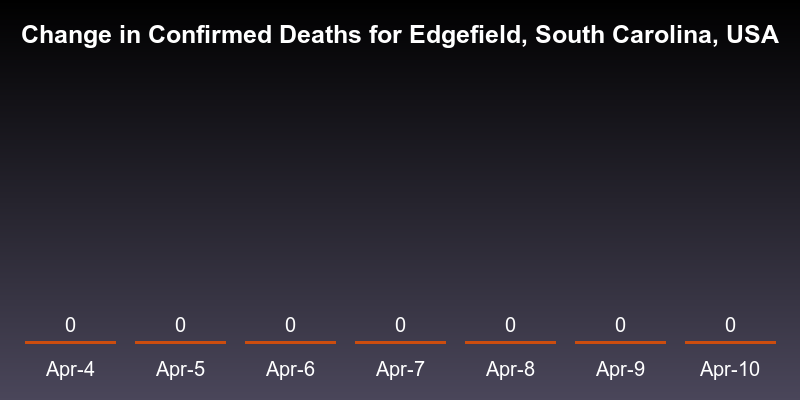 Change in Confirmed Deaths for Edgefield, South Carolina, USA
0 0 0 0 0 0 0
Apr-4 Apr-5 Apr-6 Apr-7 Apr-8 Apr-9 Apr-10